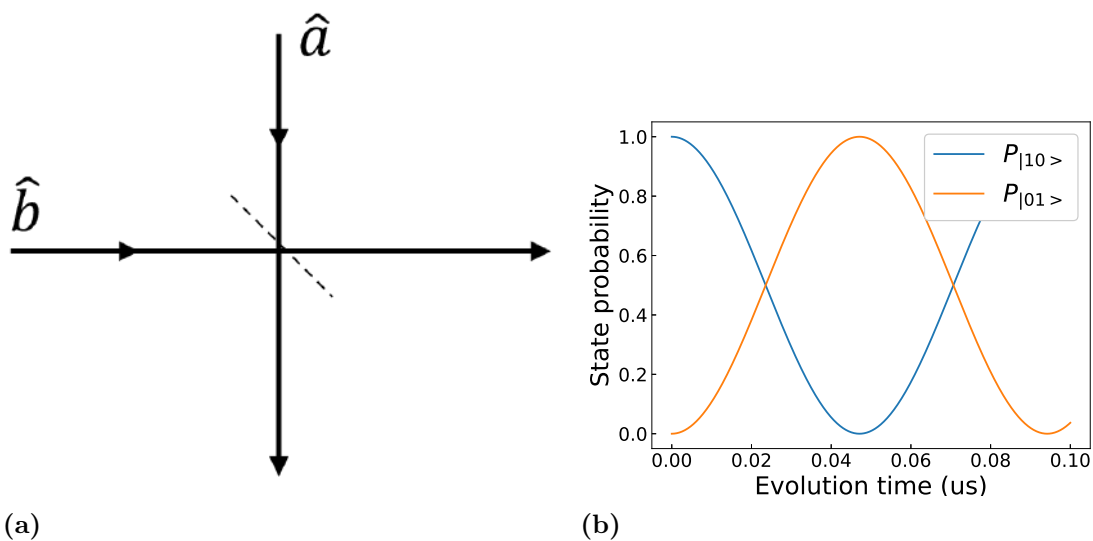 â
b̂
(a)
State probability
1.0
0.8
0.6
0.4
0.2
0.0
P|10 >
P|01 >
0.00 0.02 0.04 0.06 0.08 0.10
Evolution time (us)
(b)